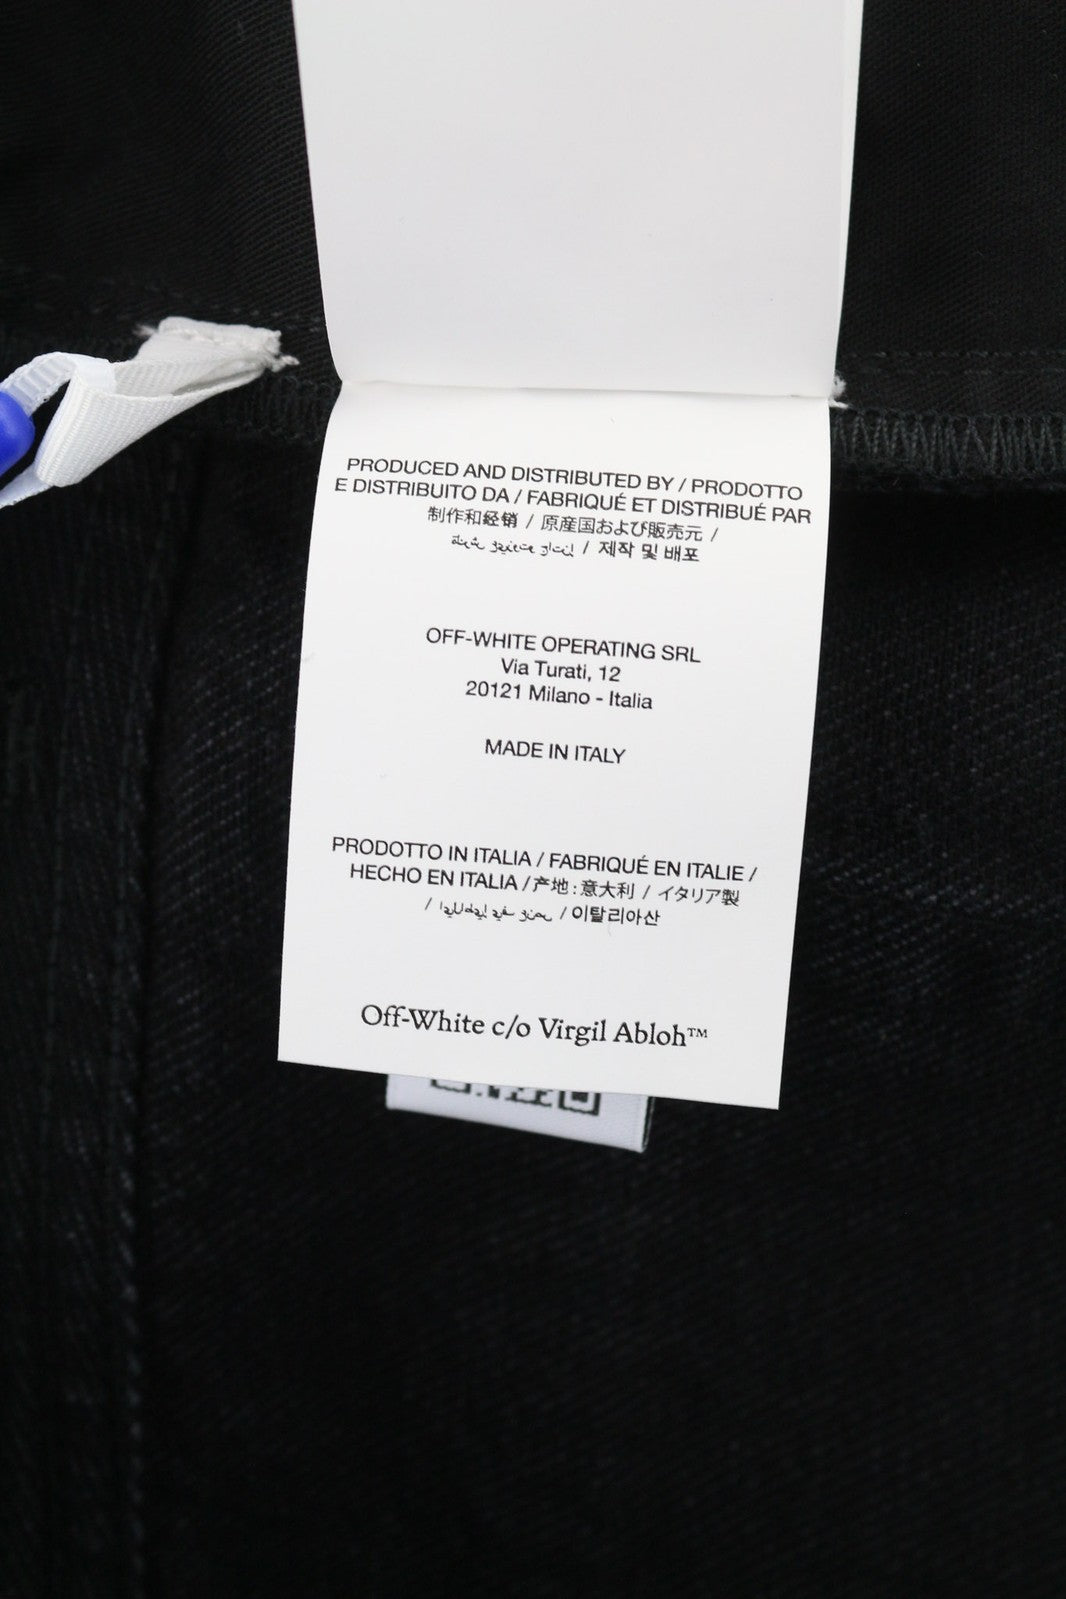 PRODUCED AND DISTRIBUTED BY / PRODOTTO
E DISTRIBUITO DA / FABRIQUÉ ET DISTRIBUÉ PAR
制作和经销 / 原産国および販売元 /
/ 제작 및 배포
OFF-WHITE OPERATING SRL
Via Turati, 12
20121 Milano - Italia
MADE IN ITALY
PRODOTTO IN ITALIA / FABRIQUÉ EN ITALIE /
HECHO EN ITALIA / 产地: 意大利 / イタリア製
/ / 이탈리아산
Off-White c/o Virgil Abloh™